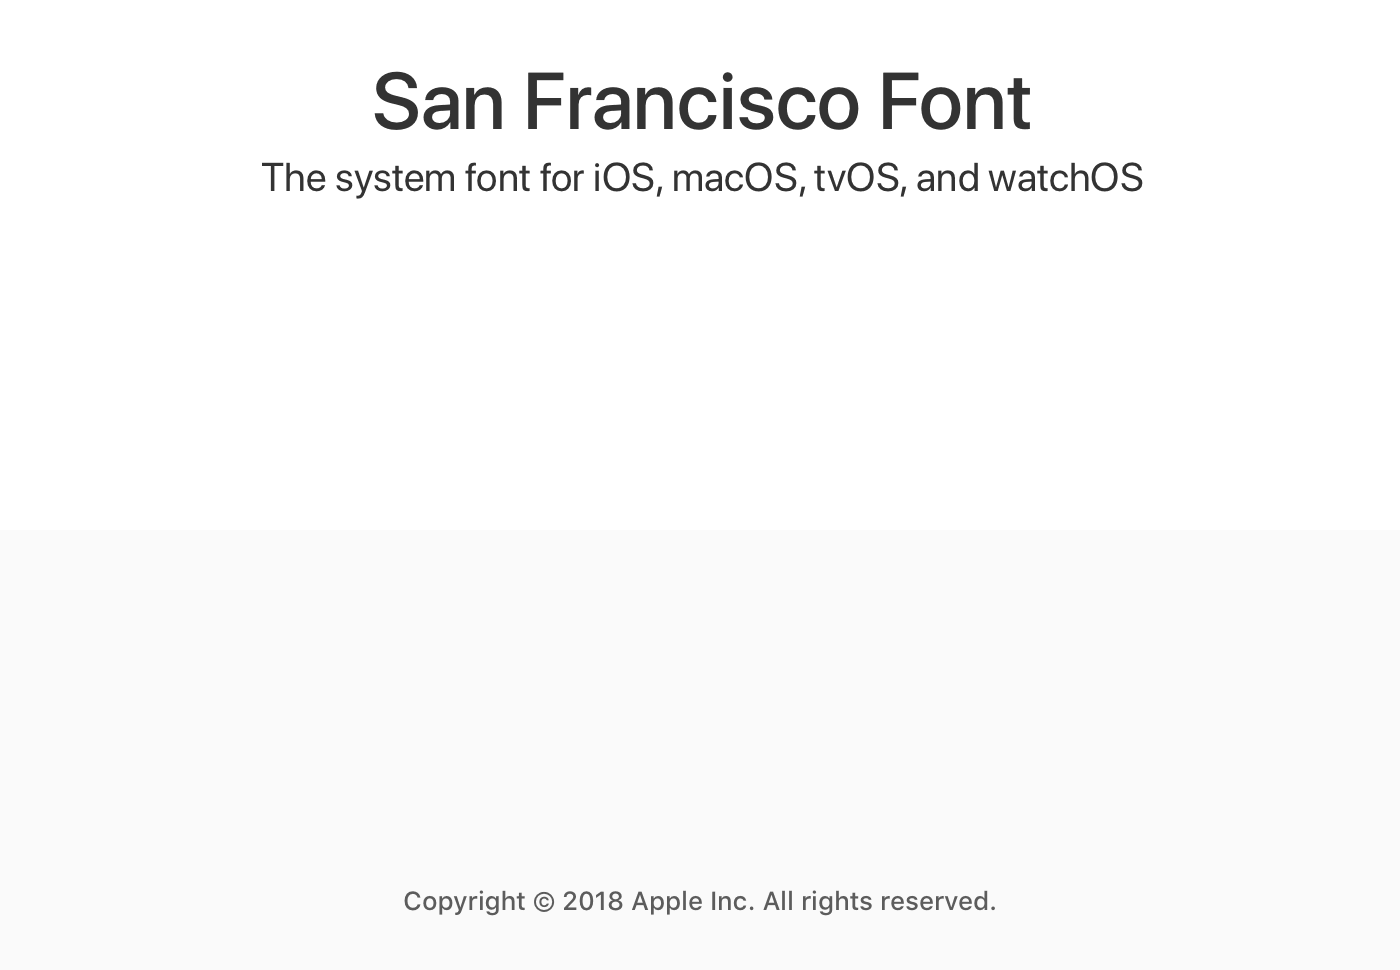 San Francisco Font
The system font for iOS, macOS, tvOS, and watchOS
Copyright © 2018 Apple Inc. All rights reserved.